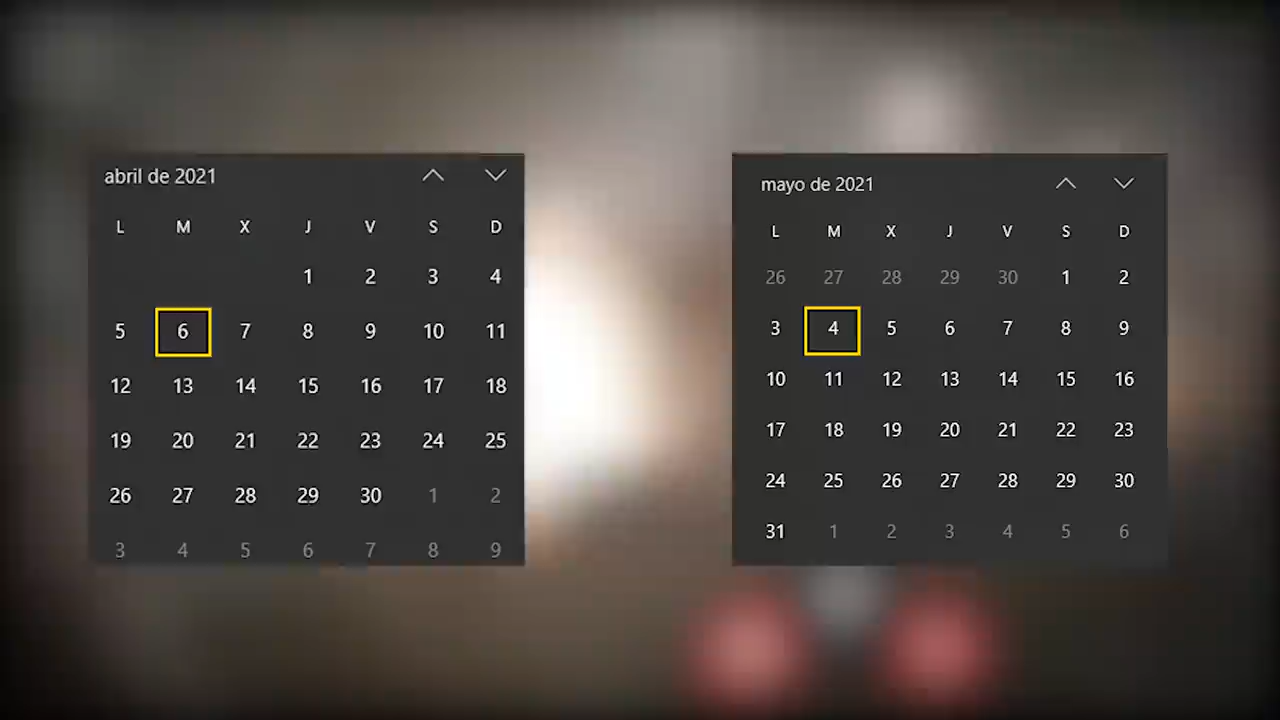 abril de 2021
L M X J V S D
1 2 3 4
5 6 7 8 9 10 11
12 13 14 15 16 17 18
19 20 21 22 23 24 25
26 27 28 29 30 1 2
3 4 5 6 7 8 9
mayo de 2021
L M X J V S D
26 27 28 29 30 1 2
3 4 5 6 7 8 9
10 11 12 13 14 15 16
17 18 19 20 21 22 23
24 25 26 27 28 29 30
31 1 2 3 4 5 6